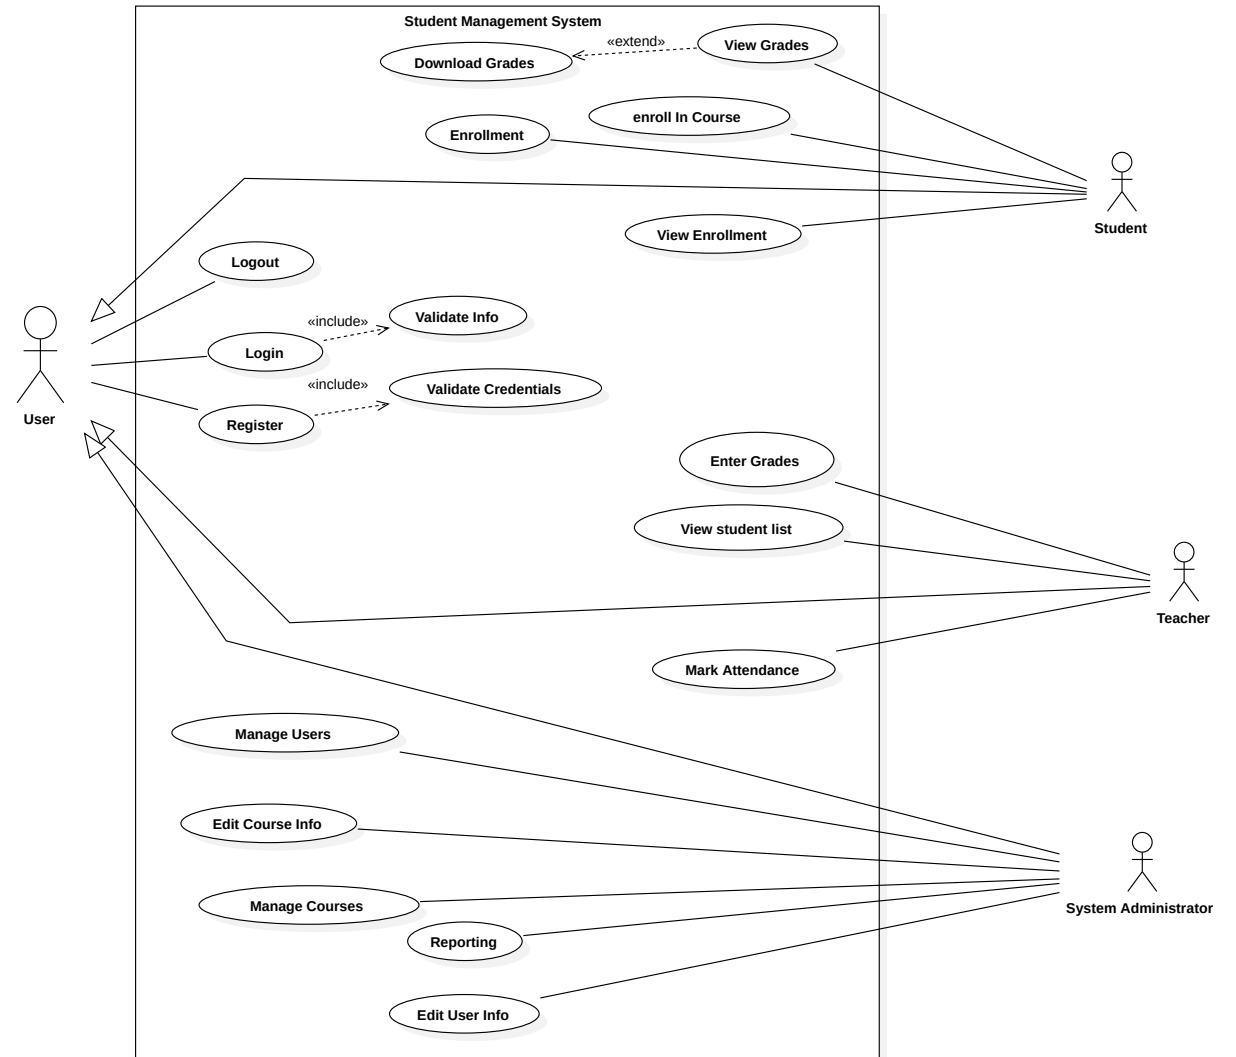 Student Management System
«extend»
View Grades
Download Grades
enroll In Course
Enrollment
Student
View Enrollment
Logout
Validate Info
«include»
Login
«include»
Validate Credentials
User
Register
Enter Grades
View student list
Teacher
Mark Attendance
Manage Users
Edit Course Info
Manage Courses
System Administrator
Reporting
Edit User Info